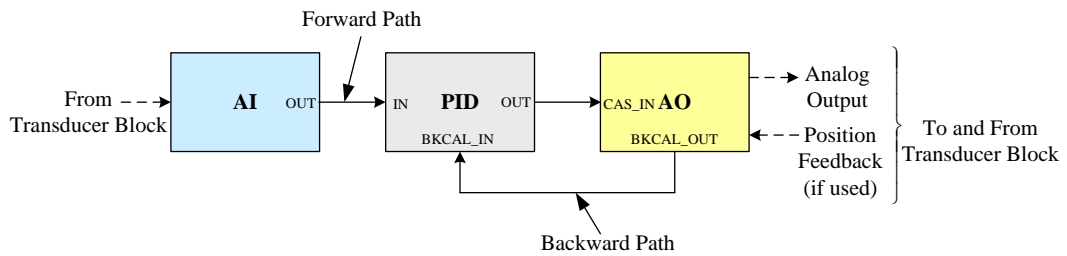 Forward Path
From
Transducer Block
AI
OUT
IN
PID
OUT
BKCAL_IN
CAS_IN
AO
BKCAL_OUT
Analog
Output
Position
Feedback
(if used)
To and From
Transducer Block
Backward Path